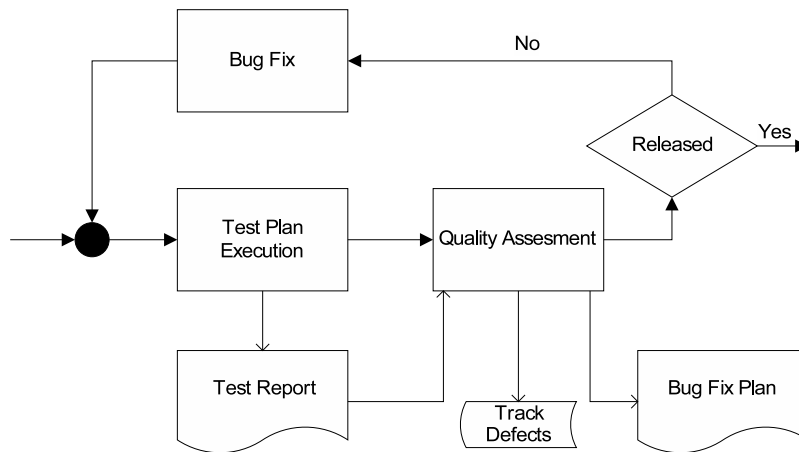 No
Bug Fix
Released
Yes
Test Plan
Execution
Quality Assesment
Test Report
Track
Defects
Bug Fix Plan